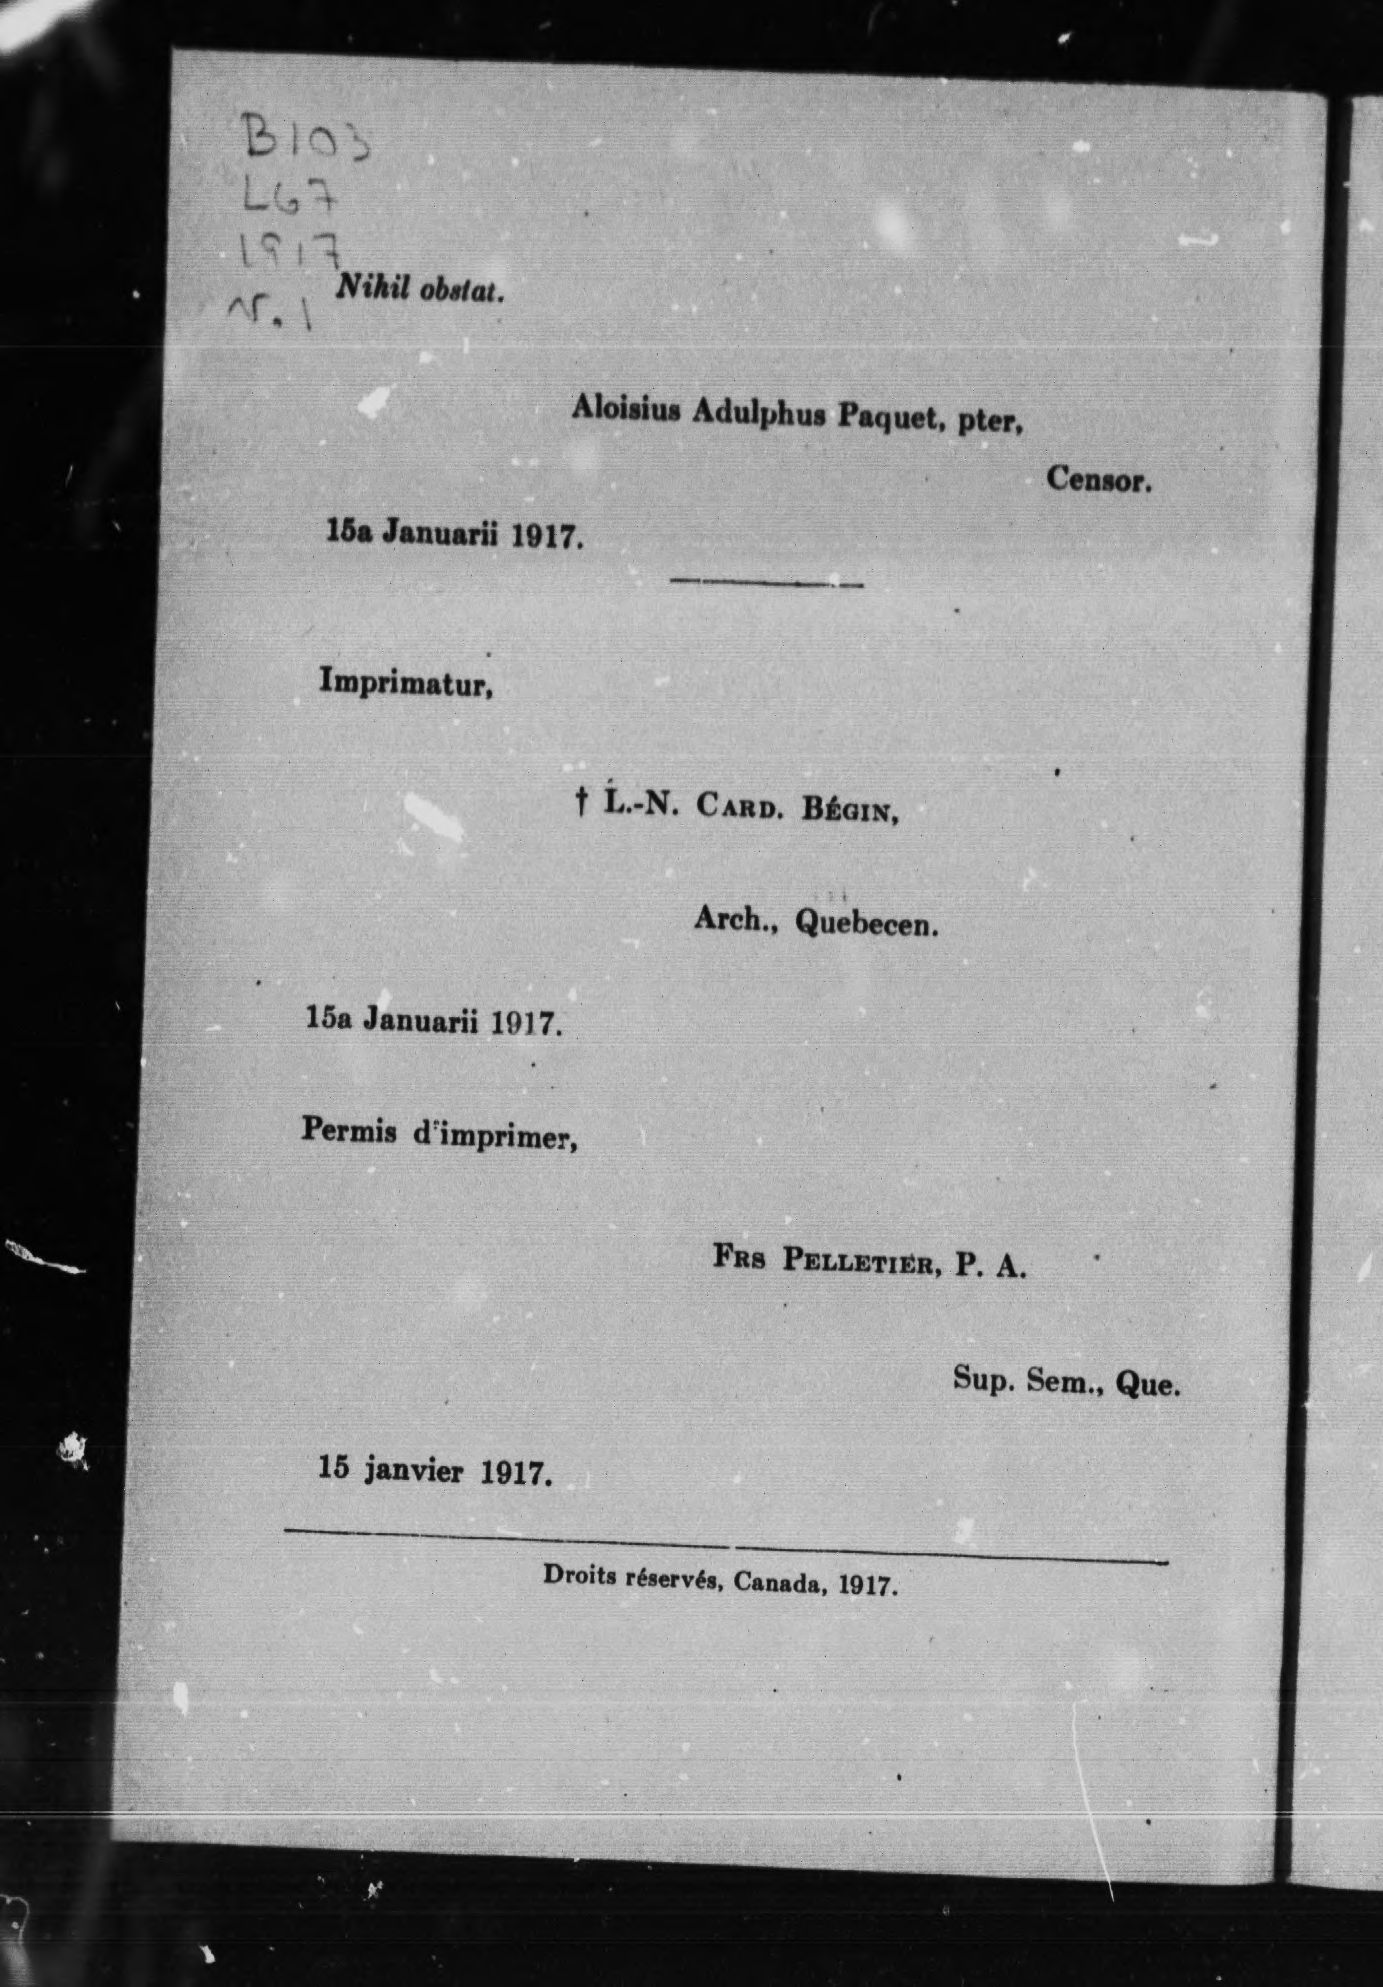 B103
L67
1917
v. 1
Nihil obstat.
Aloisius Adulphus Paquet, pter,
Censor.
15a Januarii 1917.
Imprimatur,
† L.-N. CARD. BÉGIN,
Arch., Quebecen.
15a Januarii 1917.
Permis d'imprimer,
FRS PELLETIER, P. A.
Sup. Sem., Que.
15 janvier 1917.
Droits réservés, Canada, 1917.